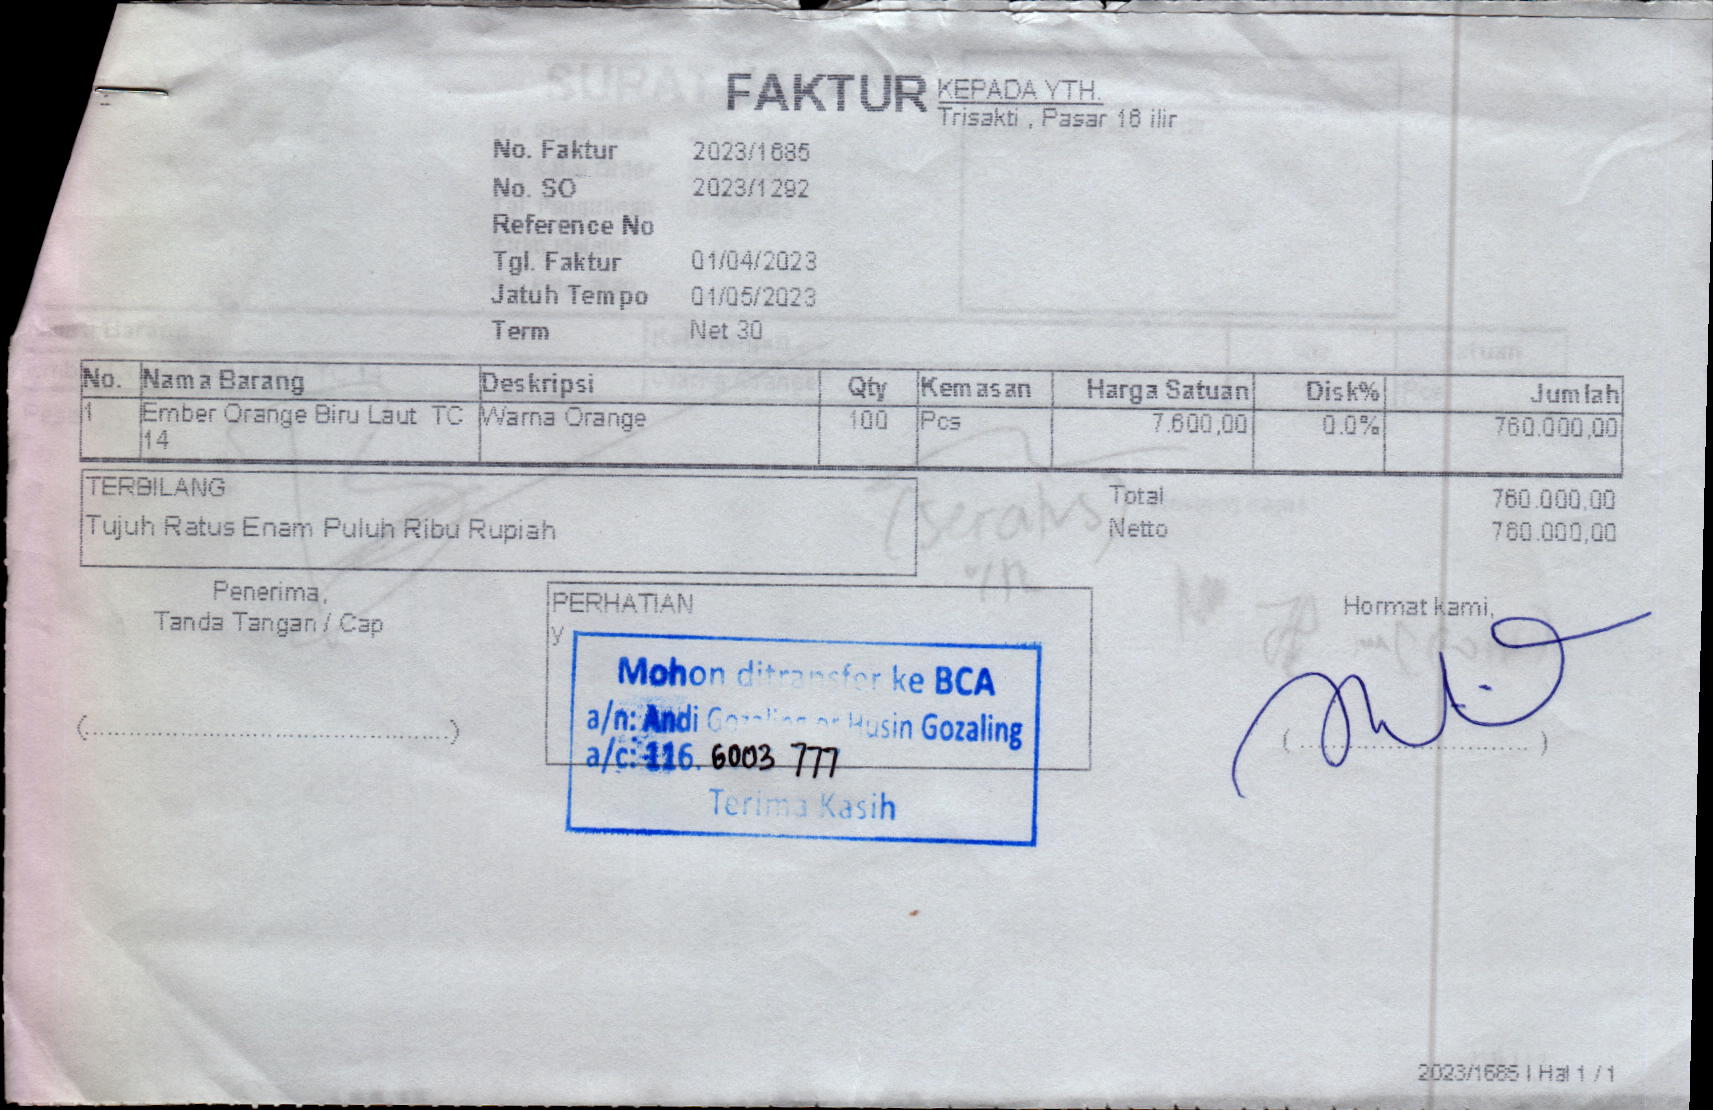 FAKTUR
KEPADA YTH.
Trisakti , Pasar 16 ilir
No. Faktur 2023/1685
No. SO 2023/1292
Reference No
Tgl. Faktur 01/04/2023
Jatuh Tempo 01/05/2023
Term Net 30
No. Nama Barang Deskripsi Qty Kemasan Harga Satuan Disk% Jumlah
1 Ember Orange Biru Laut TC Warna Orange 100 Pcs 7.600,00 0.0% 760.000,00
14
TERBILANG
Tujuh Ratus Enam Puluh Ribu Rupiah
Total 760.000,00
Netto 760.000,00
(seratus)
Penerima,
Tanda Tangan / Cap
PERHATIAN
y
Hormat kami,
Mohon ditransfer ke BCA
a/n: Andi Gozaling or Husin Gozaling
a/c: 116. 6003 777
Terima Kasih
(........................................)
(........................................)
2023/1685 | Hal 1 / 1